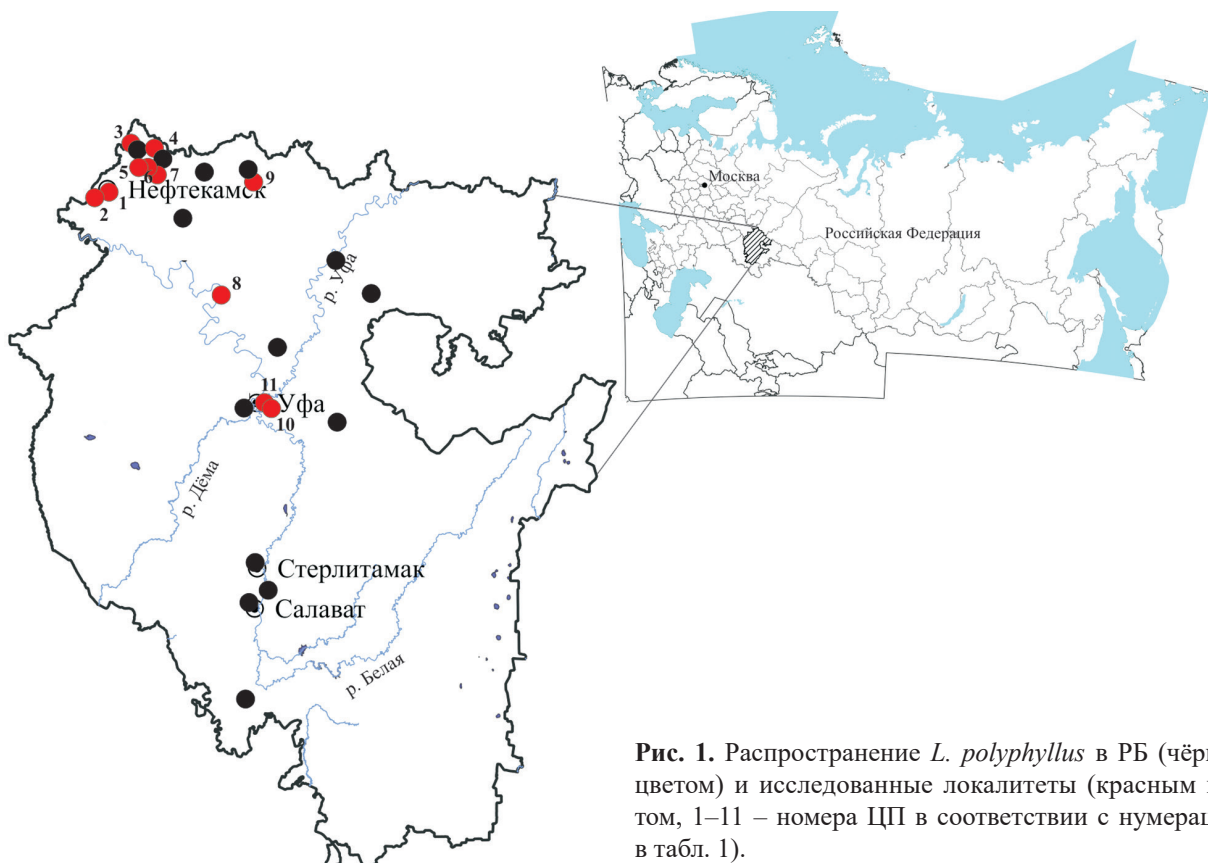 3
4
5
6
7
9
Нефтекамск
1
2
8
р. Уфа
11
Уфа
10
р. Дёма
Стерлитамак
Салават
р. Белая
Москва
Российская Федерация
Рис. 1. Распространение L. polyphyllus в РБ (чёрн
цветом) и исследованные локалитеты (красным
том, 1–11 – номера ЦП в соответствии с нумерац
в табл. 1).